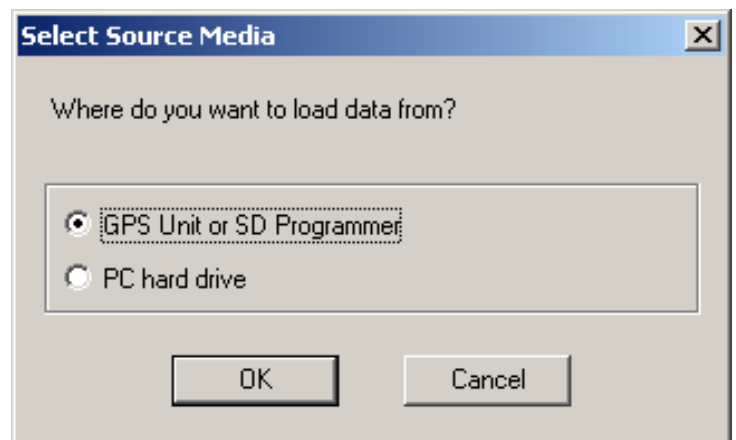 Select Source Media
Where do you want to load data from?
GPS Unit or SD Programmer
PC hard drive
OK Cancel